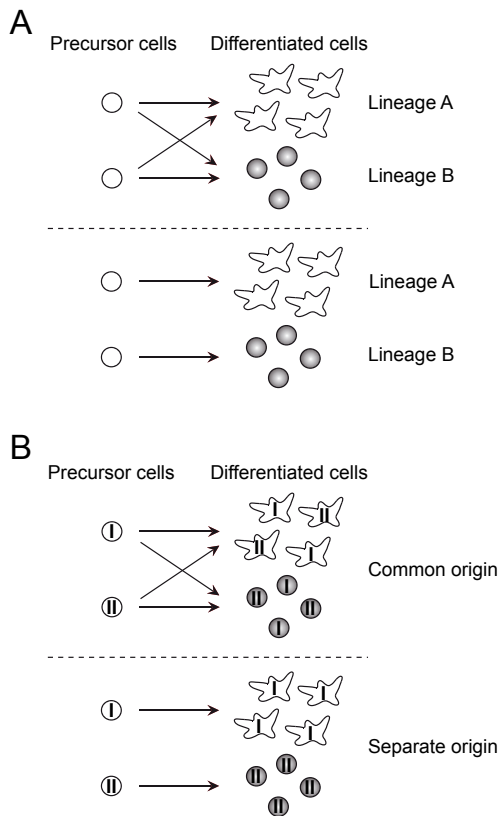 A
Precursor cells Differentiated cells
Lineage A
Lineage B
Lineage A
Lineage B
B
Precursor cells Differentiated cells
I
I
II
II
I
Common origin
I
II
II
II
I
I
I
I
I
I
Separate origin
II
II
II
II
II